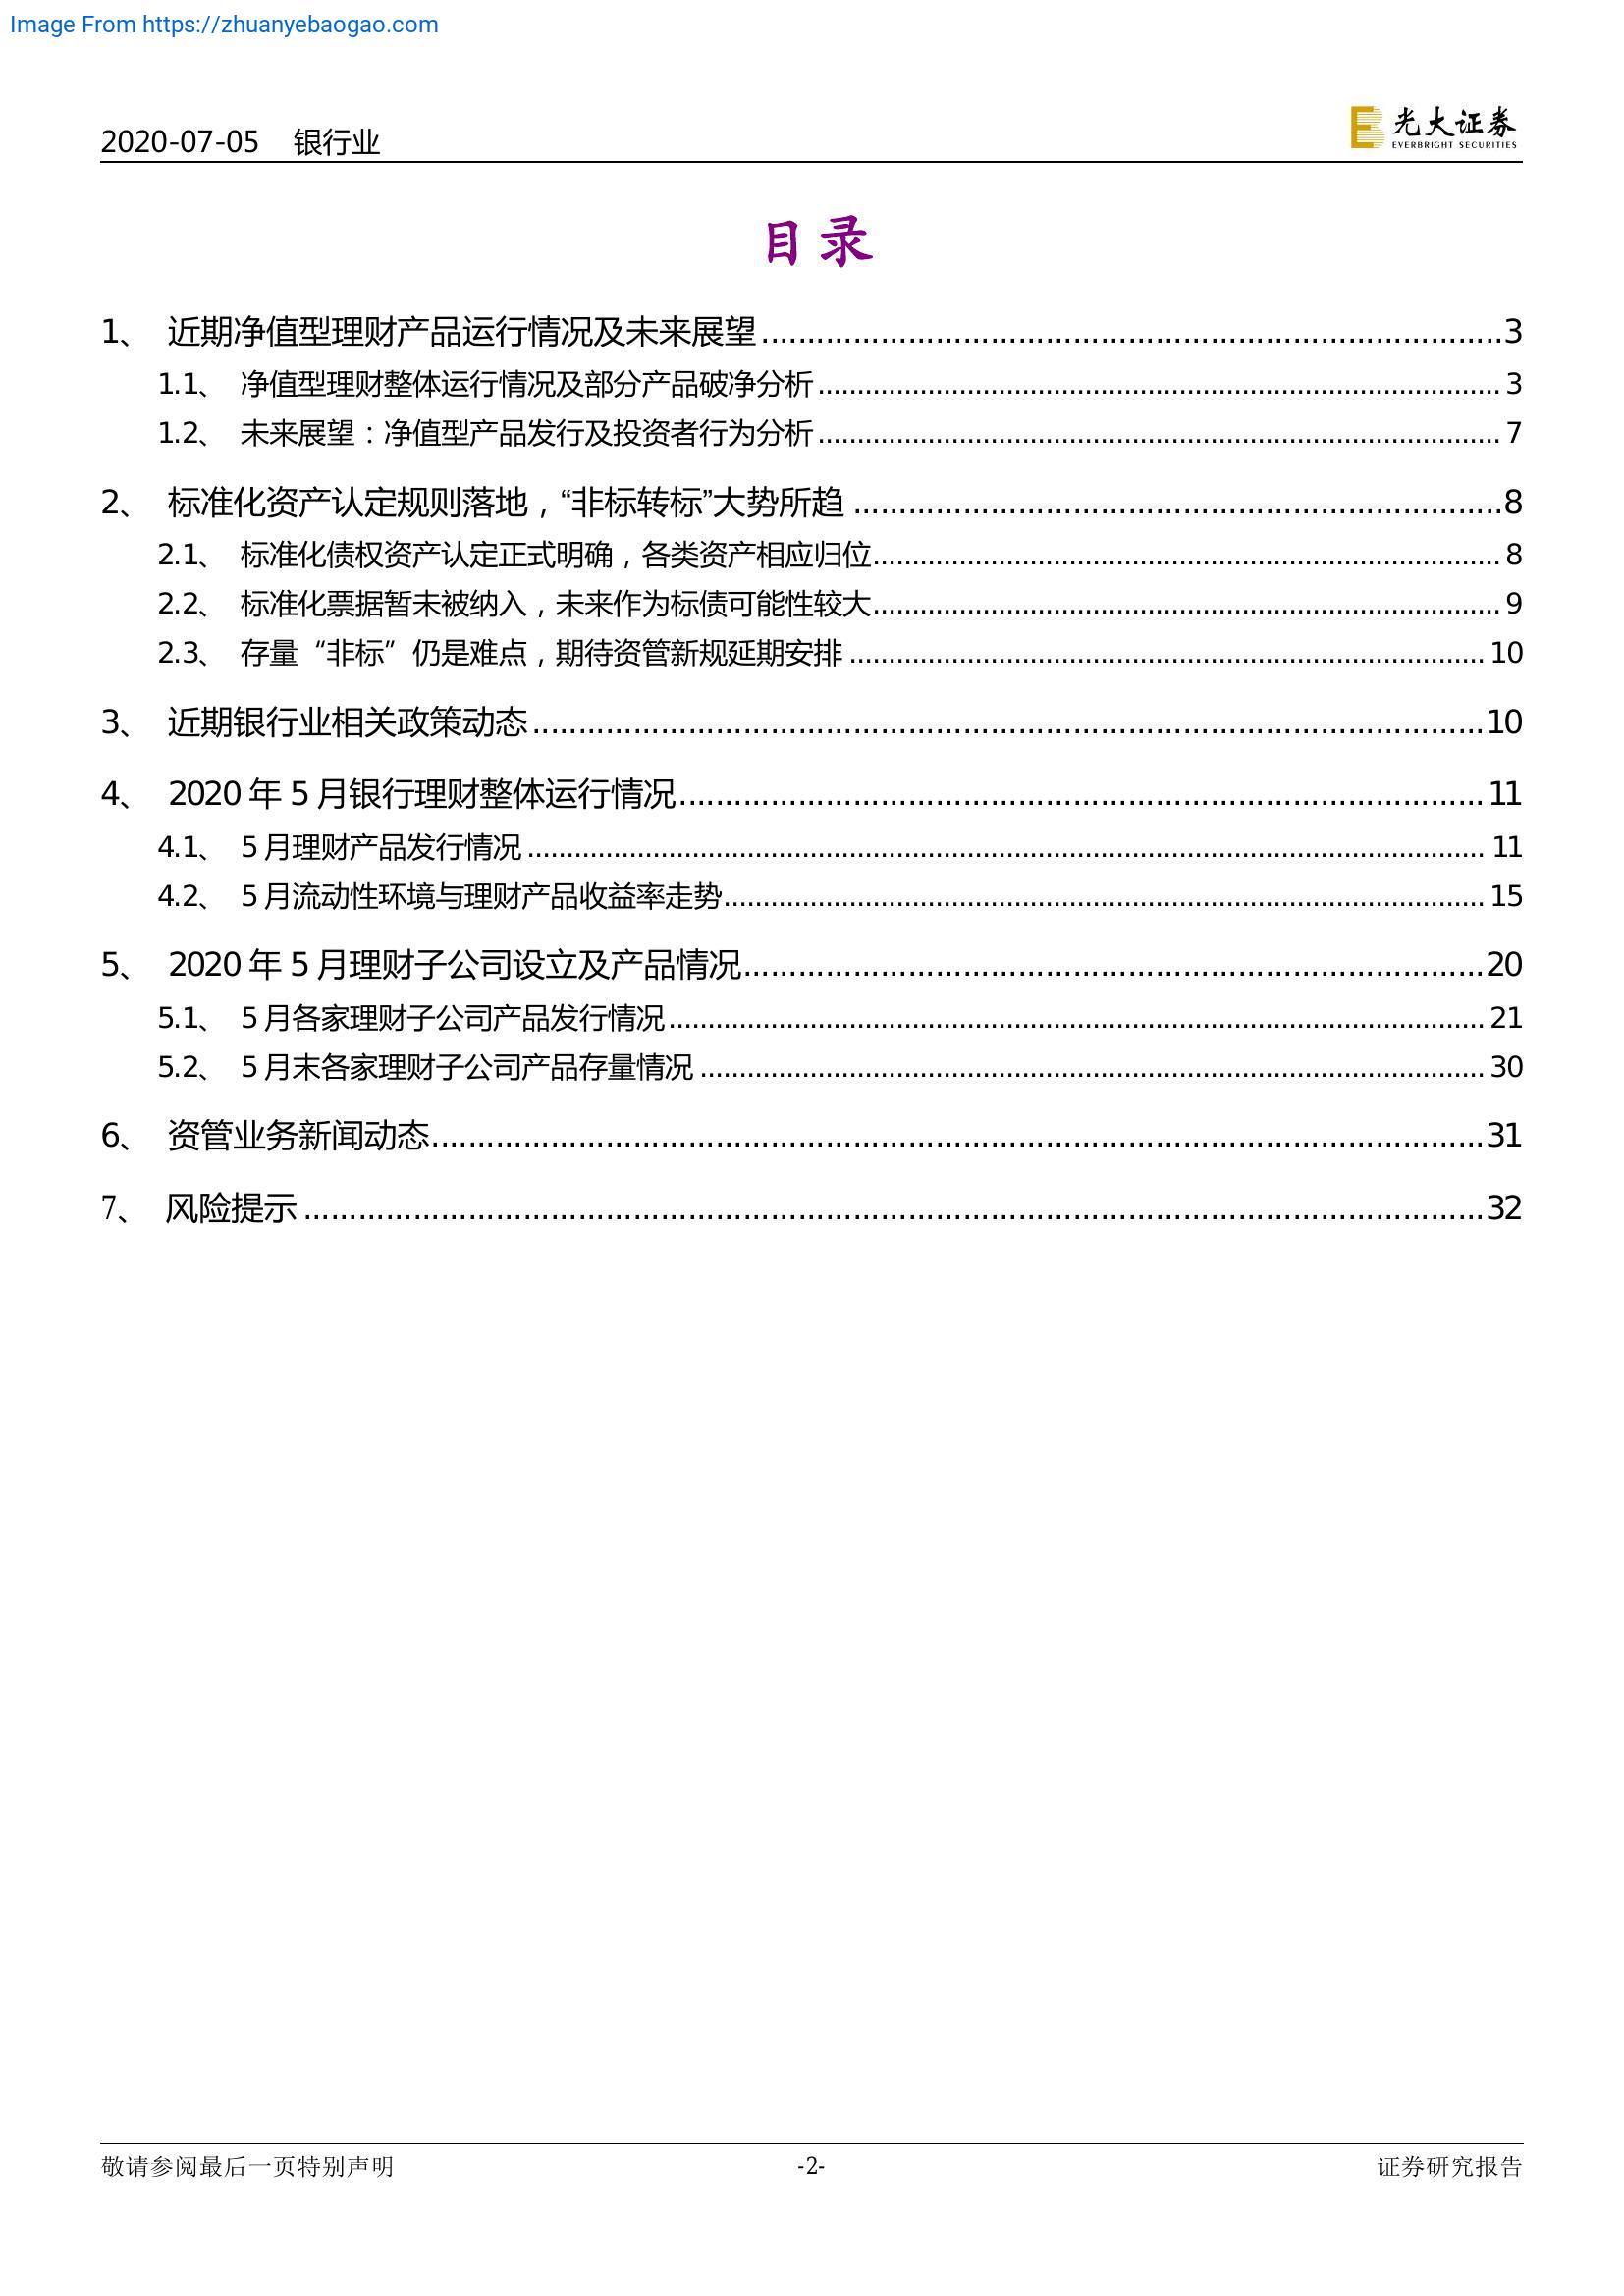 Image From https://zhuanyebaogao.com
2020-07-05 银行业
光大证券
EVERBRIGHT SECURITIES
目录
1、 近期净值型理财产品运行情况及未来展望 3
1.1、 净值型理财整体运行情况及部分产品破净分析 3
1.2、 未来展望：净值型产品发行及投资者行为分析 7
2、 标准化资产认定规则落地，“非标转标”大势所趋 8
2.1、 标准化债权资产认定正式明确，各类资产相应归位 8
2.2、 标准化票据暂未被纳入，未来作为标债可能性较大 9
2.3、 存量“非标”仍是难点，期待资管新规延期安排 10
3、 近期银行业相关政策动态 10
4、 2020 年 5 月银行理财整体运行情况 11
4.1、 5 月理财产品发行情况 11
4.2、 5 月流动性环境与理财产品收益率走势 15
5、 2020 年 5 月理财子公司设立及产品情况 20
5.1、 5 月各家理财子公司产品发行情况 21
5.2、 5 月末各家理财子公司产品存量情况 30
6、 资管业务新闻动态 31
7、 风险提示 32
敬请参阅最后一页特别声明 -2- 证券研究报告